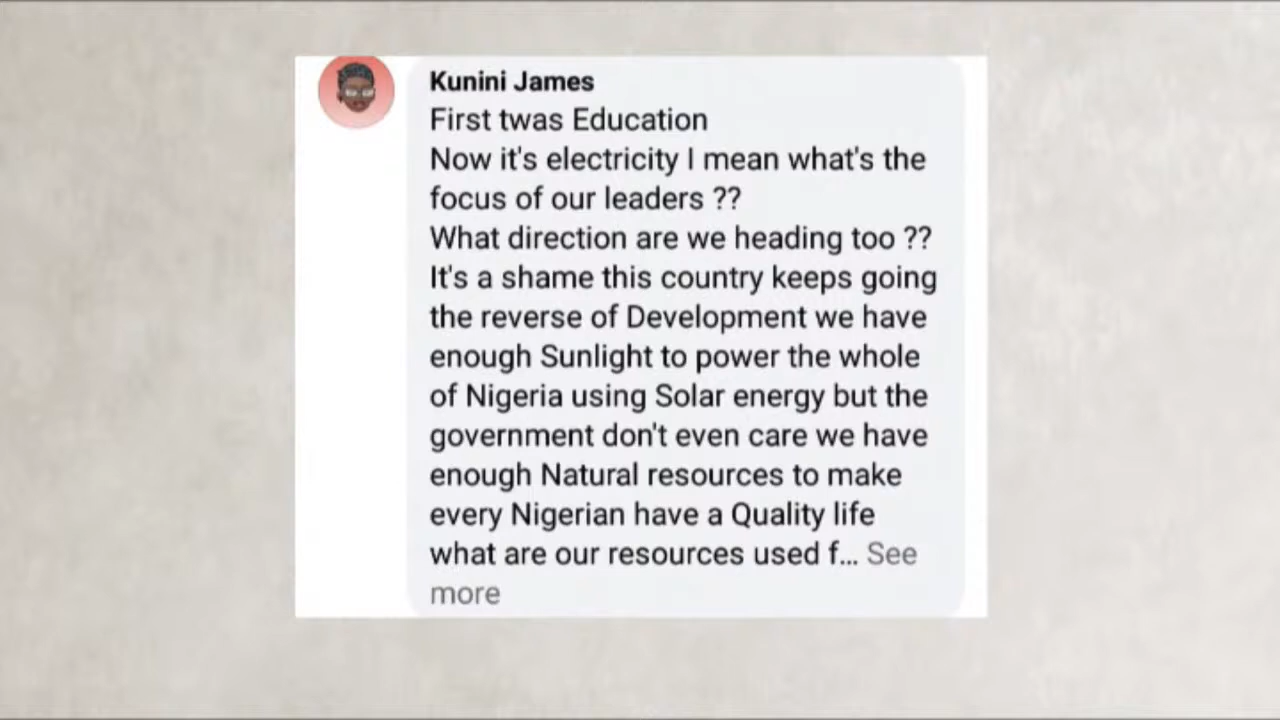 Kunini James
First twas Education
Now it's electricity I mean what's the
focus of our leaders ??
What direction are we heading too ??
It's a shame this country keeps going
the reverse of Development we have
enough Sunlight to power the whole
of Nigeria using Solar energy but the
government don't even care we have
enough Natural resources to make
every Nigerian have a Quality life
what are our resources used f... See
more